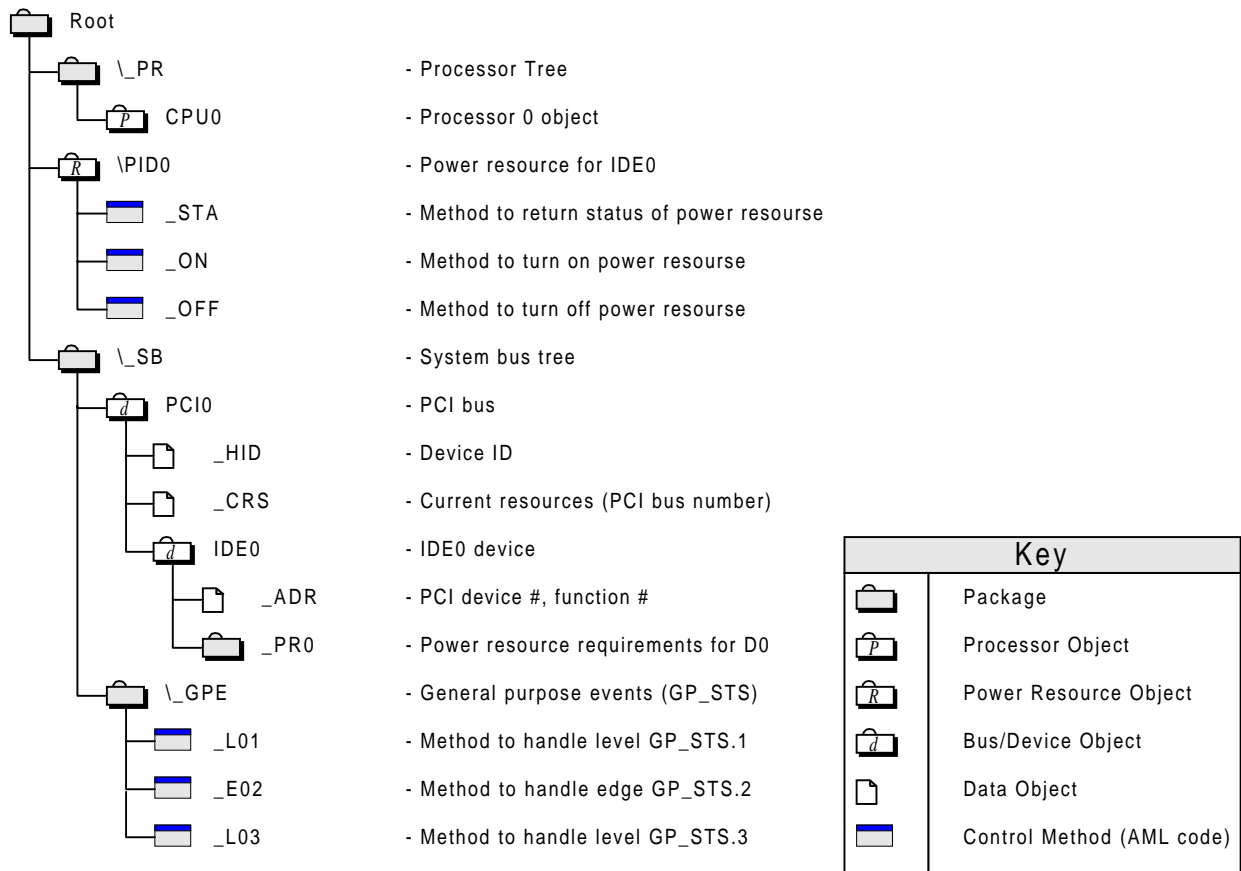 Root
\_PR - Processor Tree
P CPU0 - Processor 0 object
R \PID0 - Power resource for IDE0
_STA - Method to return status of power resourse
_ON - Method to turn on power resourse
_OFF - Method to turn off power resourse
\_SB - System bus tree
d PCI0 - PCI bus
_HID - Device ID
_CRS - Current resources (PCI bus number)
d IDE0 - IDE0 device
_ADR - PCI device #, function #
_PR0 - Power resource requirements for D0
\_GPE - General purpose events (GP_STS)
_L01 - Method to handle level GP_STS.1
_E02 - Method to handle edge GP_STS.2
_L03 - Method to handle level GP_STS.3
Key
Package
P Processor Object
R Power Resource Object
d Bus/Device Object
Data Object
Control Method (AML code)